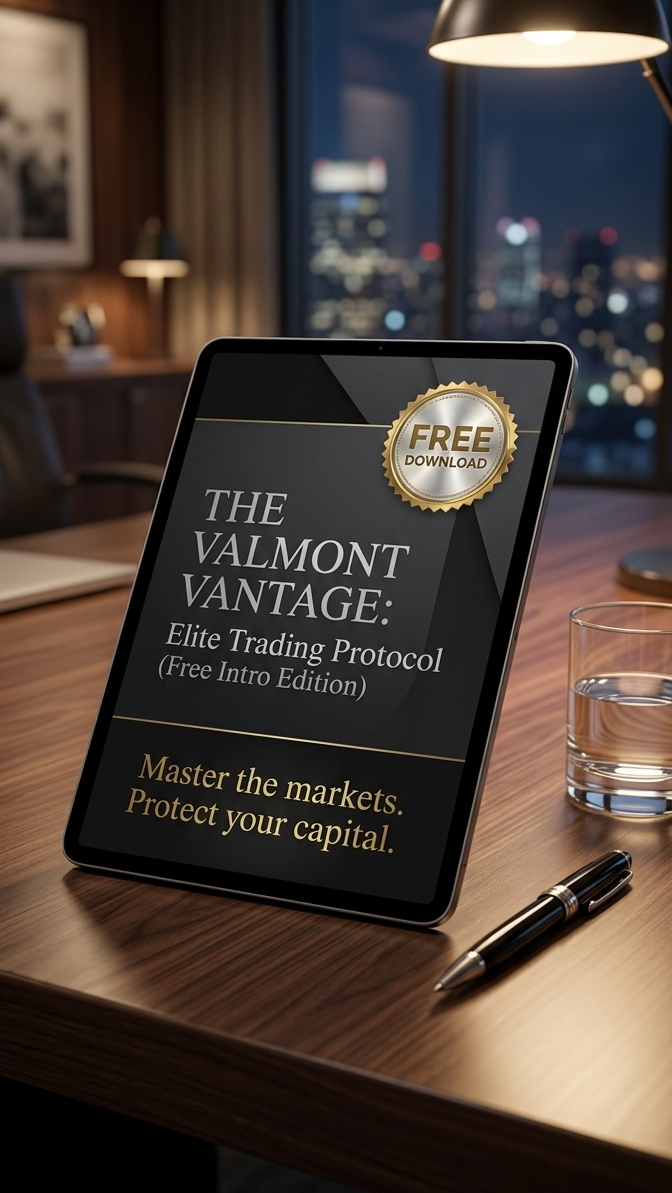 FREE
DOWNLOAD
THE
VALMONT
VANTAGE:
Elite Trading Protocol
(Free Intro Edition)
Master the markets.
Protect your capital.